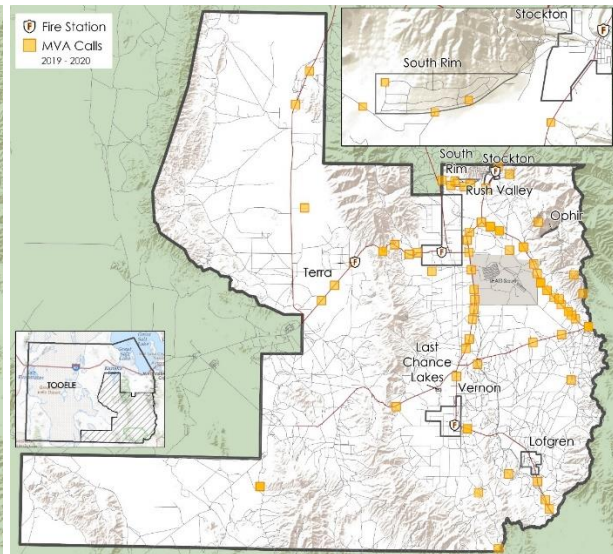 Fire Station
MVA Calls
2019 - 2020
Stockton
South Rim
South
Rim
Stockton
Rush Valley
Ophir
Terra
Last
Chance
Lakes
Vernon
Lofgren
TOOELE